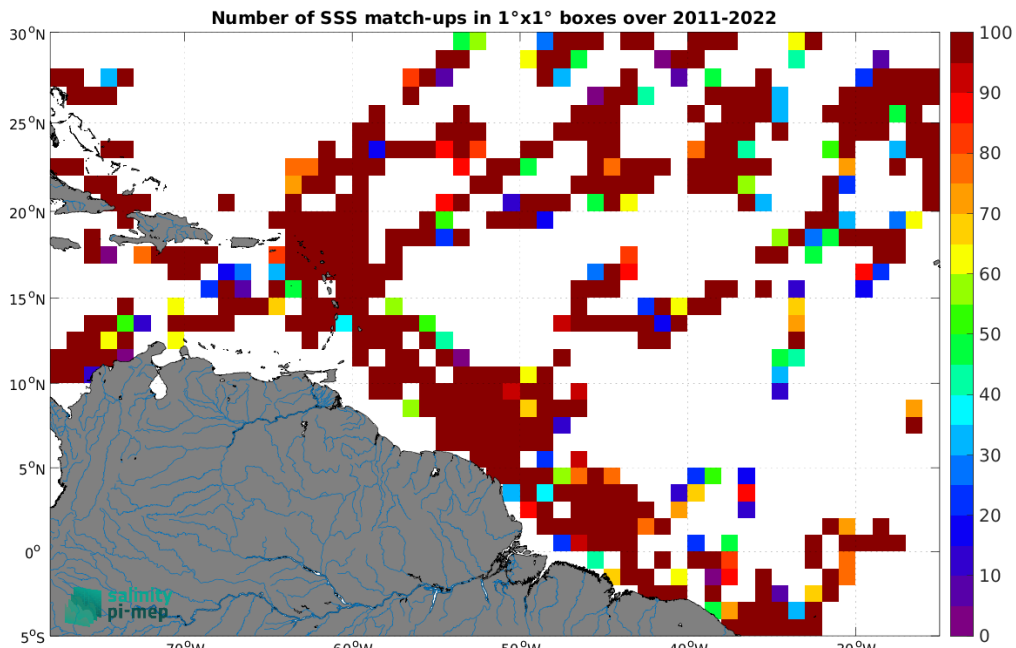 Number of SSS match-ups in 1°x1° boxes over 2011-2022
30°N
25°N
20°N
15°N
10°N
5°N
0°
5°S
70°W
60°W
50°W
40°W
30°W
100
90
80
70
60
50
40
30
20
10
0
salinity
pi-mep